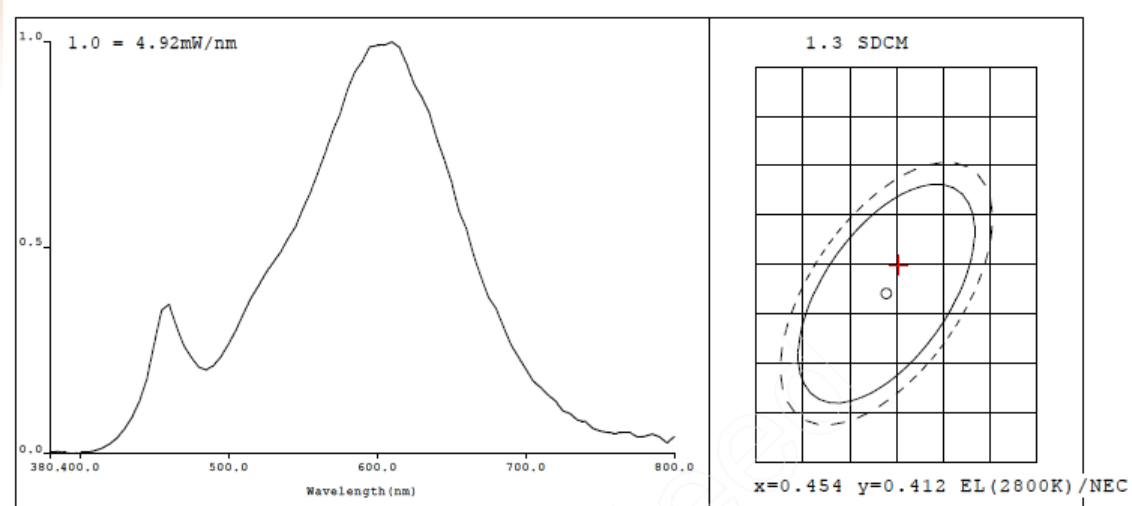 1.0 = 4.92mW/nm
1.0
0.5
0.0
380.400.0 500.0 600.0 700.0 800.0
Wavelength(nm)
1.3 SDCM
x=0.454 y=0.412 EL(2800K)/NEC